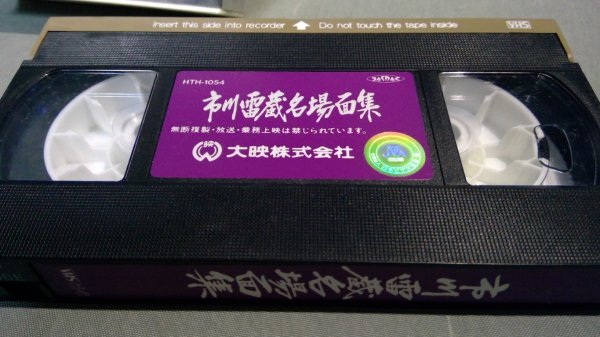 Insert this side into recorder ⬆ Do not touch the tape inside VHS
HTH-1054
市川雷蔵名場面集
無断複製・放送・業務上映は禁じられています。
大映株式会社
VHS
市川雷蔵名場面集